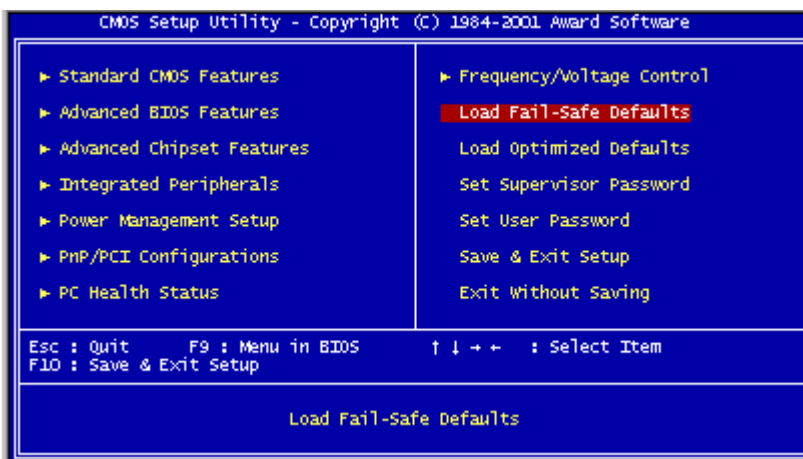 CMOS Setup Utility - Copyright (C) 1984-2001 Award Software
► Standard CMOS Features
► Advanced BIOS Features
► Advanced Chipset Features
► Integrated Peripherals
► Power Management Setup
► PnP/PCI Configurations
► PC Health Status
► Frequency/Voltage Control
Load Fail-Safe Defaults
Load Optimized Defaults
Set Supervisor Password
Set User Password
Save & Exit Setup
Exit Without Saving
Esc : Quit F9 : Menu in BIOS ↑ ↓ → ← : Select Item
F10 : Save & Exit Setup
Load Fail-Safe Defaults